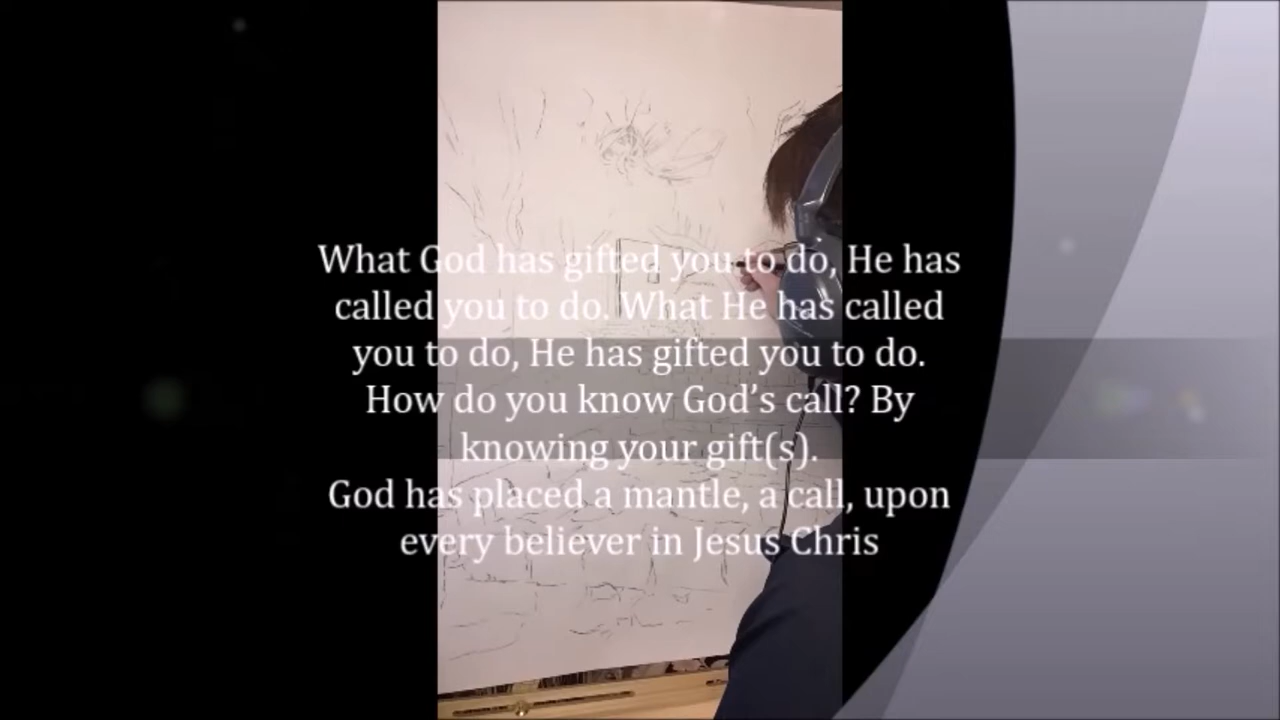 What God has gifted you to do, He has
called you to do. What He has called
you to do, He has gifted you to do.
How do you know God's call? By
knowing your gift(s).
God has placed a mantle, a call, upon
every believer in Jesus Chris